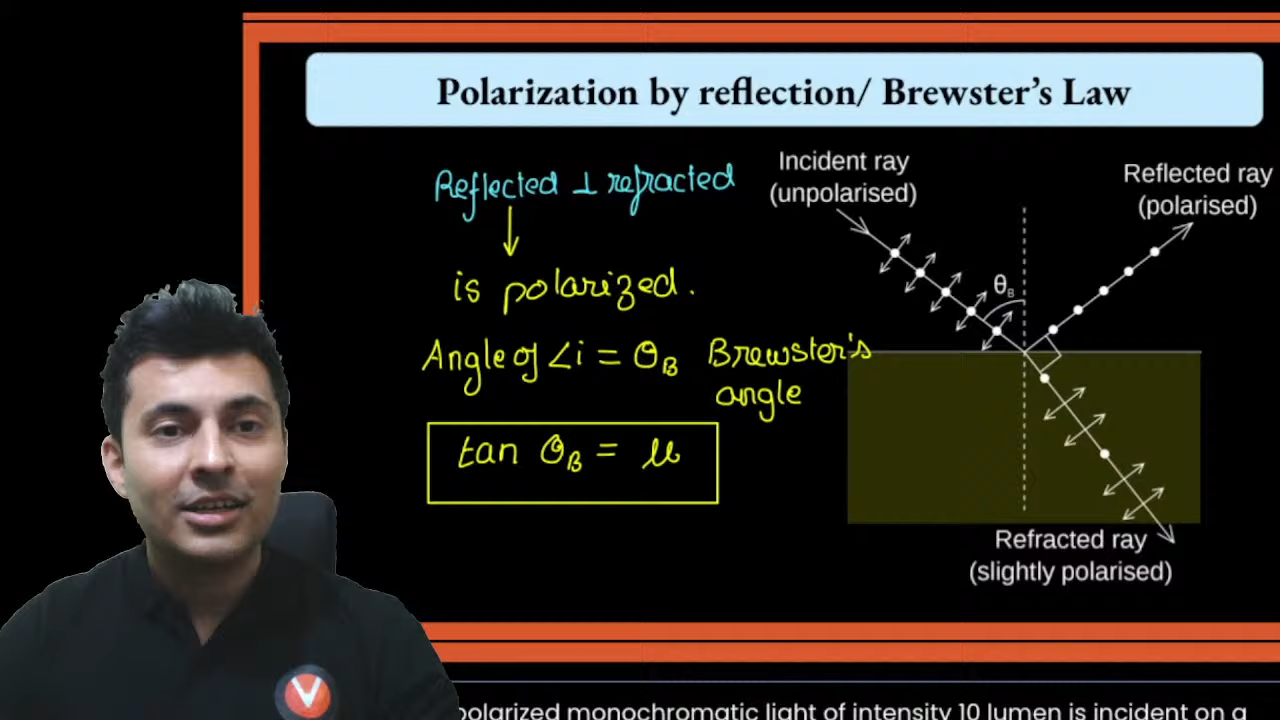 Polarization by reflection/ Brewster's Law
Reflected ⊥ refracted
is polarized.
Angle of ∠i = θB Brewster's
angle
tan θB = μ
Incident ray
(unpolarised)
Reflected ray
(polarised)
θB
Refracted ray
(slightly polarised)
V
polarized monochromatic light of intensity 10 lumen is incident on a